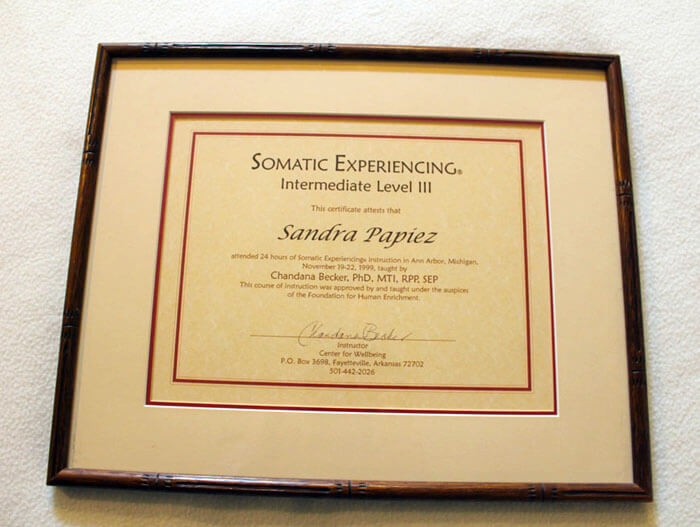 SOMATIC EXPERIENCING®
Intermediate Level III
This certificate attests that
Sandra Papiez
attended 24 hours of Somatic Experiencing® instruction in Ann Arbor, Michigan,
November 19-22, 1999, taught by
Chandana Becker, PhD, MTI, RPP, SEP
This course of instruction was approved by and taught under the auspices
of the Foundation for Human Enrichment.
Chandana Becker
Instructor
Center for Wellbeing
P.O. Box 3698, Fayetteville, Arkansas 72702
501-442-2026